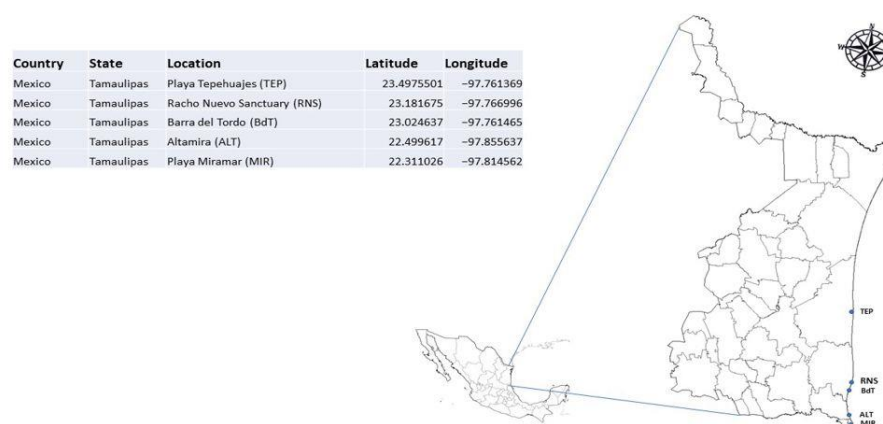 Country State Location Latitude Longitude
Mexico Tamaulipas Playa Tepehuajes (TEP) 23.4975501 −97.761369
Mexico Tamaulipas Racho Nuevo Sanctuary (RNS) 23.181675 −97.766996
Mexico Tamaulipas Barra del Tordo (BdT) 23.024637 −97.761465
Mexico Tamaulipas Altamira (ALT) 22.499617 −97.855637
Mexico Tamaulipas Playa Miramar (MIR) 22.311026 −97.814562
N
W E
S
TEP
RNS
BdT
ALT
MIR